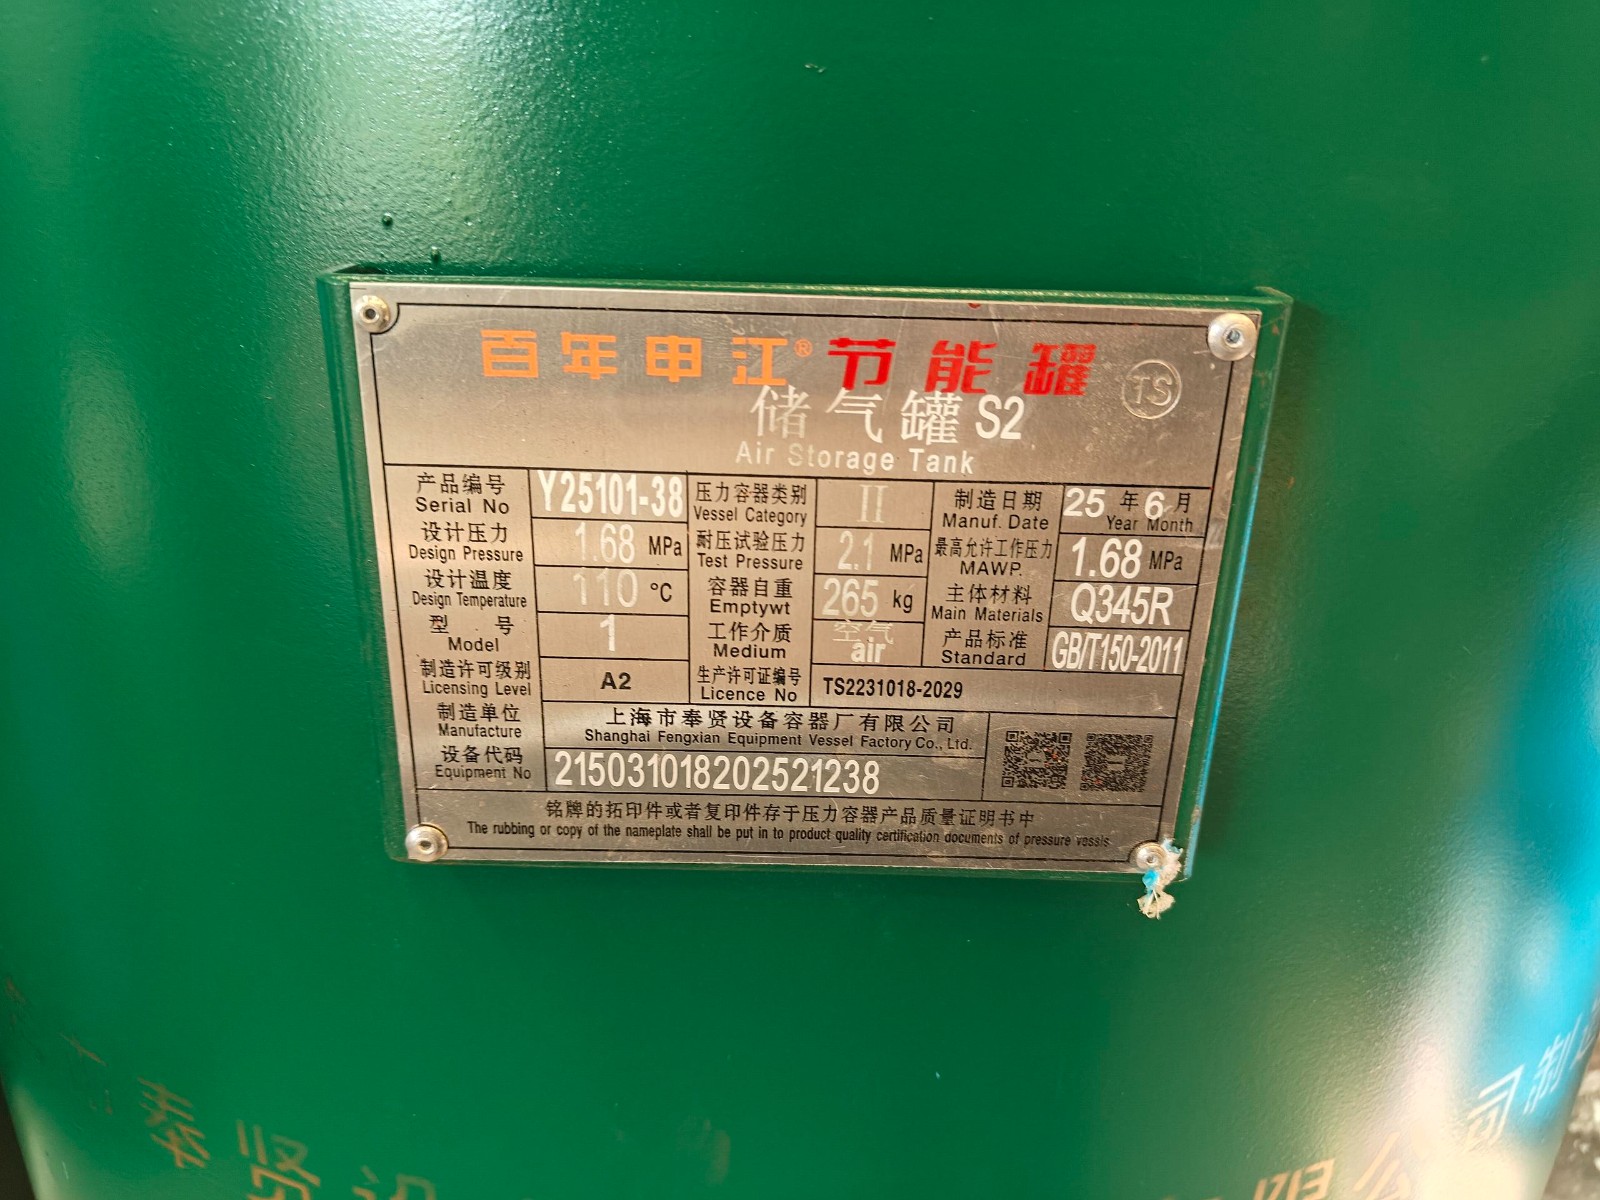 百年申江® 节能罐
TS
储气罐 S2
Air Storage Tank
产品编号 Y25101-38 压力容器类别 II 制造日期 25 年 6 月
Serial No Vessel Category Manuf. Date Year Month
设计压力 1.68 MPa 耐压试验压力 2.1 MPa 最高允许工作压力 1.68 MPa
Design Pressure Test Pressure MAWP.
设计温度 110 °C 容器自重 265 kg 主体材料 Q345R
Design Temperature Emptywt Main Materials
型号 1 工作介质 空气 产品标准 GB/T150-2011
Model Medium air Standard
制造许可级别 A2 生产许可证编号 TS2231018-2029
Licensing Level Licence No
制造单位 上海市奉贤设备容器厂有限公司
Manufacture Shanghai Fengxian Equipment Vessel Factory Co., Ltd.
设备代码 215031018202521238
Equipment No
铭牌的拓印件或者复印件存于压力容器产品质量证明书中
The rubbing or copy of the nameplate shall be put in to product quality certification documents of pressure vessis
奉贤设 限公司制